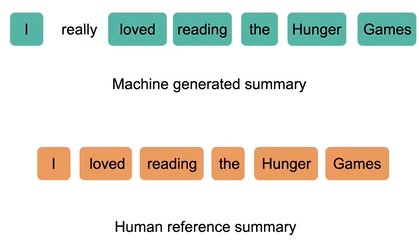 I really loved reading the Hunger Games
Machine generated summary
I loved reading the Hunger Games
Human reference summary